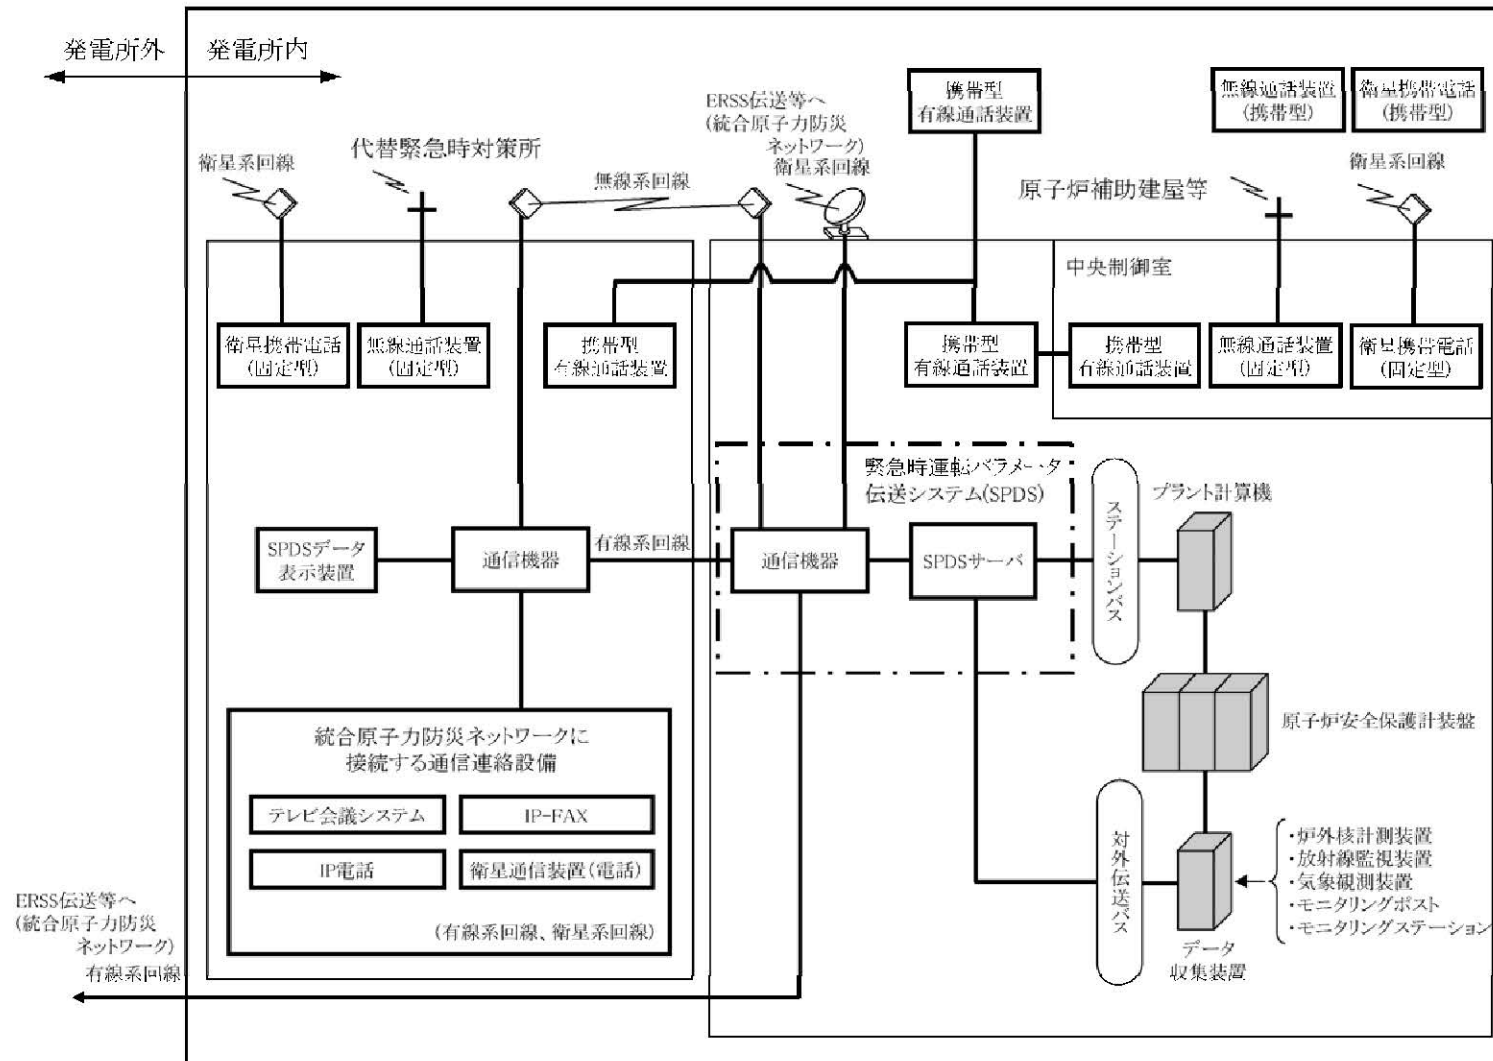 発電所外
発電所内
ERSS伝送等へ
(統合原子力防災
ネットワーク)
衛星系回線
携帯型
有線通話装置
無線通話装置
(携帯型)
衛星携帯電話
(携帯型)
衛星系回線
代替緊急時対策所
無線系回線
原子炉補助建屋等
衛星系回線
中央制御室
衛星携帯電話
(固定型)
無線通話装置
(固定型)
携帯型
有線通話装置
携帯型
有線通話装置
携帯型
有線通話装置
無線通話装置
(固定型)
衛星携帯電話
(固定型)
緊急時運転パラメータ
伝送システム(SPDS)
ステーションバス
プラント計算機
SPDSデータ
表示装置
通信機器
有線系回線
通信機器
SPDSサーバ
原子炉安全保護計装盤
統合原子力防災ネットワークに
接続する通信連絡設備
テレビ会議システム
IP-FAX
IP電話
衛星通信装置(電話)
(有線系回線、衛星系回線)
対外伝送バス
・炉外核計測装置
・放射線監視装置
・気象観測装置
・モニタリングポスト
・モニタリングステーション
データ
収集装置
ERSS伝送等へ
(統合原子力防災
ネットワーク)
有線系回線